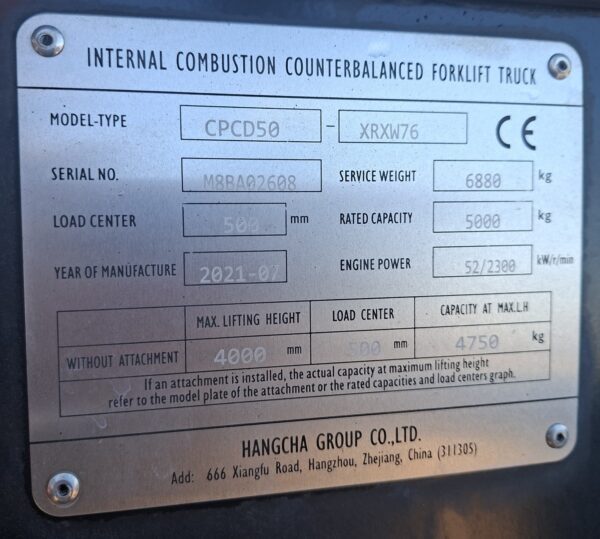 INTERNAL COMBUSTION COUNTERBALANCED FORKLIFT TRUCK
MODEL-TYPE CPCD50 - XRXW76 CE
SERIAL NO. M8BA02608 SERVICE WEIGHT 6880 kg
LOAD CENTER 500 mm RATED CAPACITY 5000 kg
YEAR OF MANUFACTURE 2021-07 ENGINE POWER 52/2300 kW/r/min
MAX. LIFTING HEIGHT LOAD CENTER CAPACITY AT MAX.L.H
WITHOUT ATTACHMENT 4000 mm 500 mm 4750 kg
If an attachment is installed, the actual capacity at maximum lifting height
refer to the model plate of the attachment or the rated capacities and load centers graph.
HANGCHA GROUP CO.,LTD.
Add: 666 Xiangfu Road, Hangzhou, Zhejiang, China (311305)